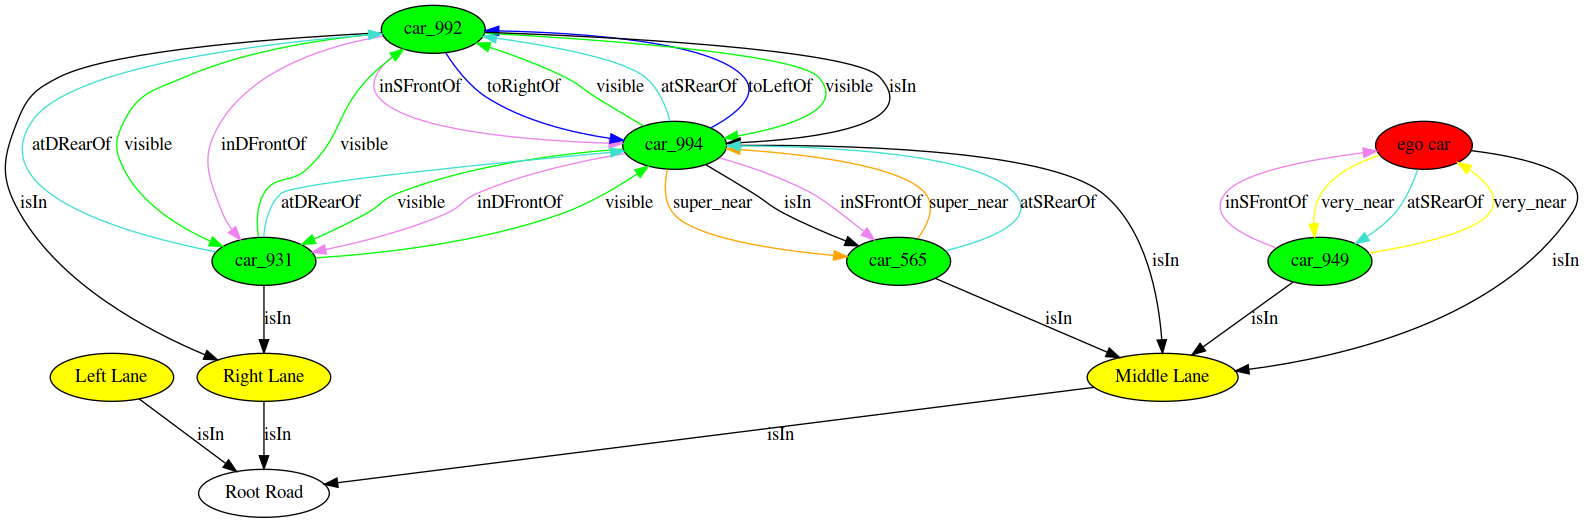 car_992
inSFrontOf
toRightOf
visible
atSRearOf
toLeftOf
visible
isIn
atDRearOf
visible
inDFrontOf
visible
car_994
ego car
isIn
atDRearOf
visible
inDFrontOf
visible
super_near
isIn
inSFrontOf
super_near
atSRearOf
inSFrontOf
very_near
atSRearOf
very_near
car_931
car_565
car_949
isIn
isIn
isIn
isIn
isIn
Left Lane
Right Lane
Middle Lane
isIn
isIn
isIn
Root Road